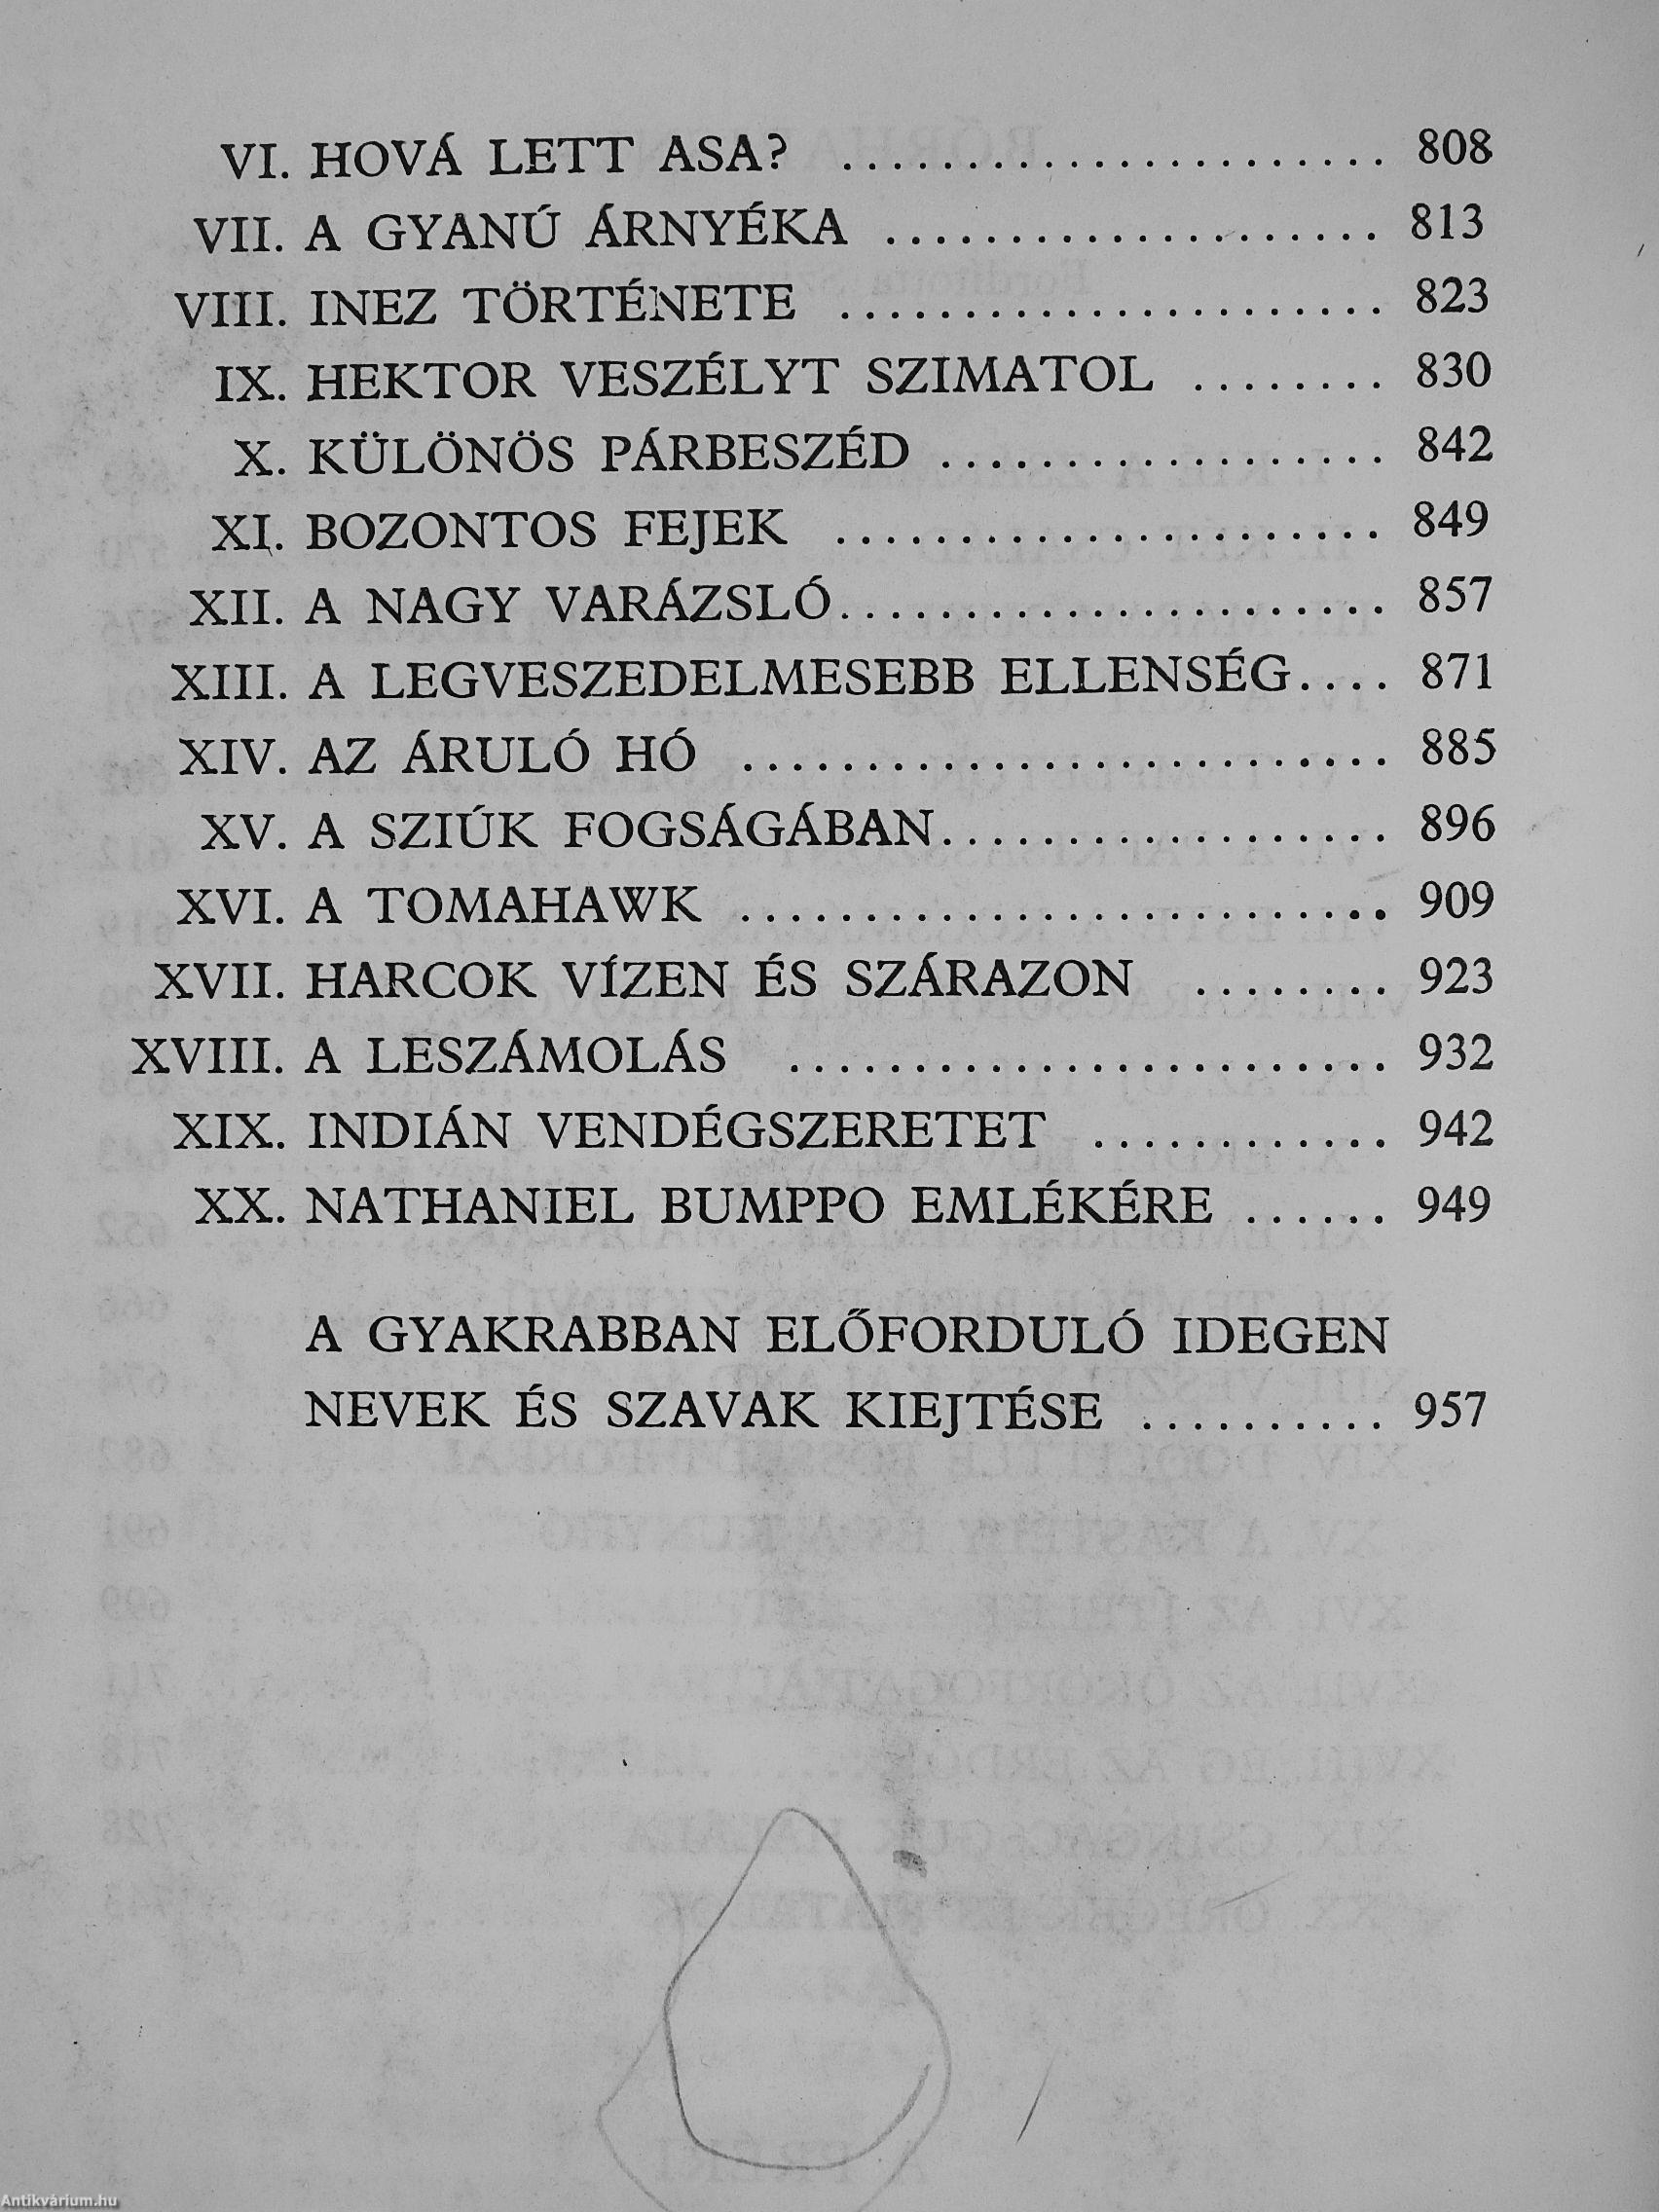 VI. HOVÁ LETT ASA? ...................... 808
VII. A GYANÚ ÁRNYÉKA .................... 813
VIII. INEZ TÖRTÉNETE ...................... 823
IX. HEKTOR VESZÉLYT SZIMATOL ........ 830
X. KÜLÖNÖS PÁRBESZÉD .................. 842
XI. BOZONTOS FEJEK ...................... 849
XII. A NAGY VARÁZSLÓ...................... 857
XIII. A LEGVESZEDELMESEBB ELLENSÉG.... 871
XIV. AZ ÁRULÓ HÓ .......................... 885
XV. A SZIÚK FOGSÁGÁBAN.................. 896
XVI. A TOMAHAWK .......................... 909
XVII. HARCOK VÍZEN ÉS SZÁRAZON ........ 923
XVIII. A LESZÁMOLÁS ........................ 932
XIX. INDIÁN VENDÉGSZERETET ............ 942
XX. NATHANIEL BUMPPO EMLÉKÉRE ...... 949
A GYAKRABBAN ELŐFORDULÓ IDEGEN
NEVEK ÉS SZAVAK KIEJTÉSE .......... 957
Antikvárium.hu